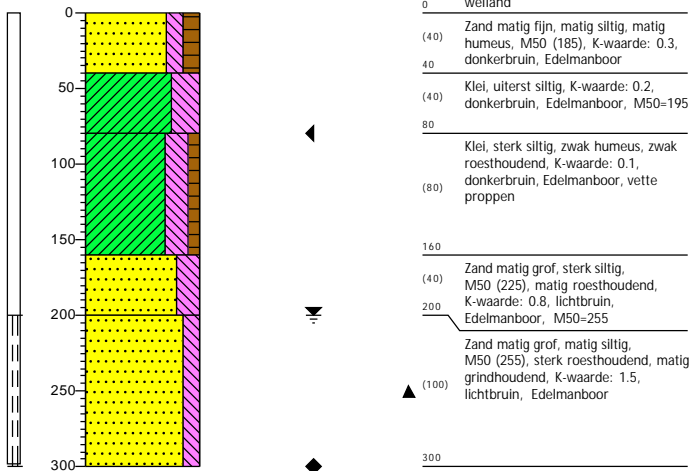 0
weiland
0
Zand matig fijn, matig siltig, matig
(40)
humeus, M50 (185), K-waarde: 0.3,
donkerbruin, Edelmanboor
40
50
Klei, uiterst siltig, K-waarde: 0.2,
(40)
donkerbruin, Edelmanboor, M50=195
80
100
Klei, sterk siltig, zwak humeus, zwak
roesthoudend, K-waarde: 0.1,
(80)
donkerbruin, Edelmanboor, vette
proppen
150
160
Zand matig grof, sterk siltig,
(40)
M50 (225), matig roesthoudend,
K-waarde: 0.8, lichtbruin,
200
200
Edelmanboor, M50=255
Zand matig grof, matig siltig,
M50 (255), sterk roesthoudend, matig
250
(100)
grindhoudend, K-waarde: 1.5,
lichtbruin, Edelmanboor
300
300